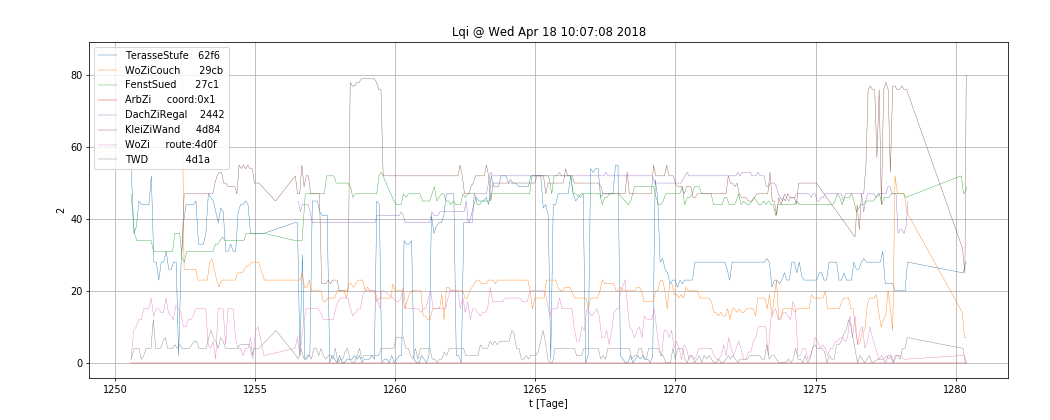 Lqi @ Wed Apr 18 10:07:08 2018
80
60
40
20
0
2
TerasseStufe 62f6
WoZiCouch 29cb
FenstSued 27c1
ArbZi coord:0x1
DachZiRegal 2442
KleiZiWand 4d84
WoZi route:4d0f
TWD 4d1a
1250 1255 1260 1265 1270 1275 1280
t [Tage]